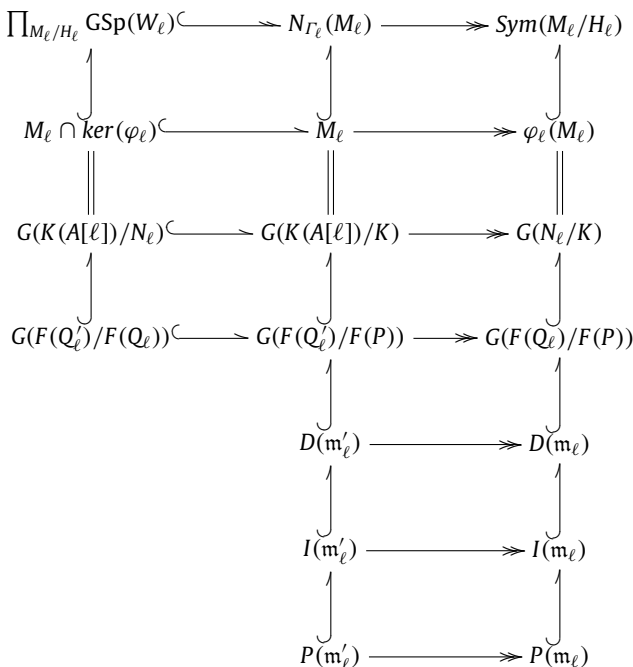 ∏_{M_ℓ/H_ℓ} GSp(W_ℓ) N_{Γ_ℓ}(M_ℓ) Sym(M_ℓ/H_ℓ)
M_ℓ ∩ ker(φ_ℓ) M_ℓ φ_ℓ(M_ℓ)
G(K(A[ℓ])/N_ℓ) G(K(A[ℓ])/K) G(N_ℓ/K)
G(F(Q′_ℓ)/F(Q_ℓ)) G(F(Q′_ℓ)/F(P)) G(F(Q_ℓ)/F(P))
D(𝔪′_ℓ) D(𝔪_ℓ)
I(𝔪′_ℓ) I(𝔪_ℓ)
P(𝔪′_ℓ) P(𝔪_ℓ)